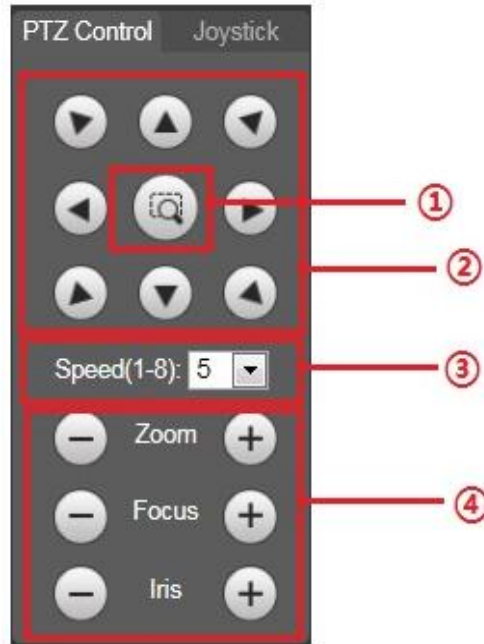 PTZ Control Joystick
①
②
Speed(1-8): 5
③
Zoom
④
Focus
Iris